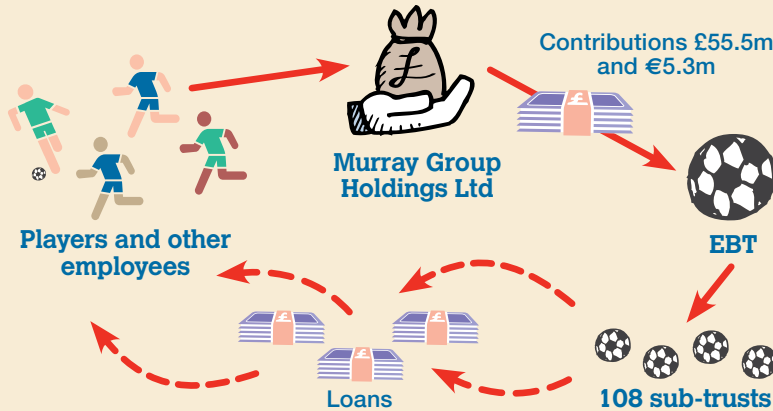 Contributions £55.5m
and €5.3m
Murray Group
Holdings Ltd
EBT
Players and other
employees
Loans
108 sub-trusts